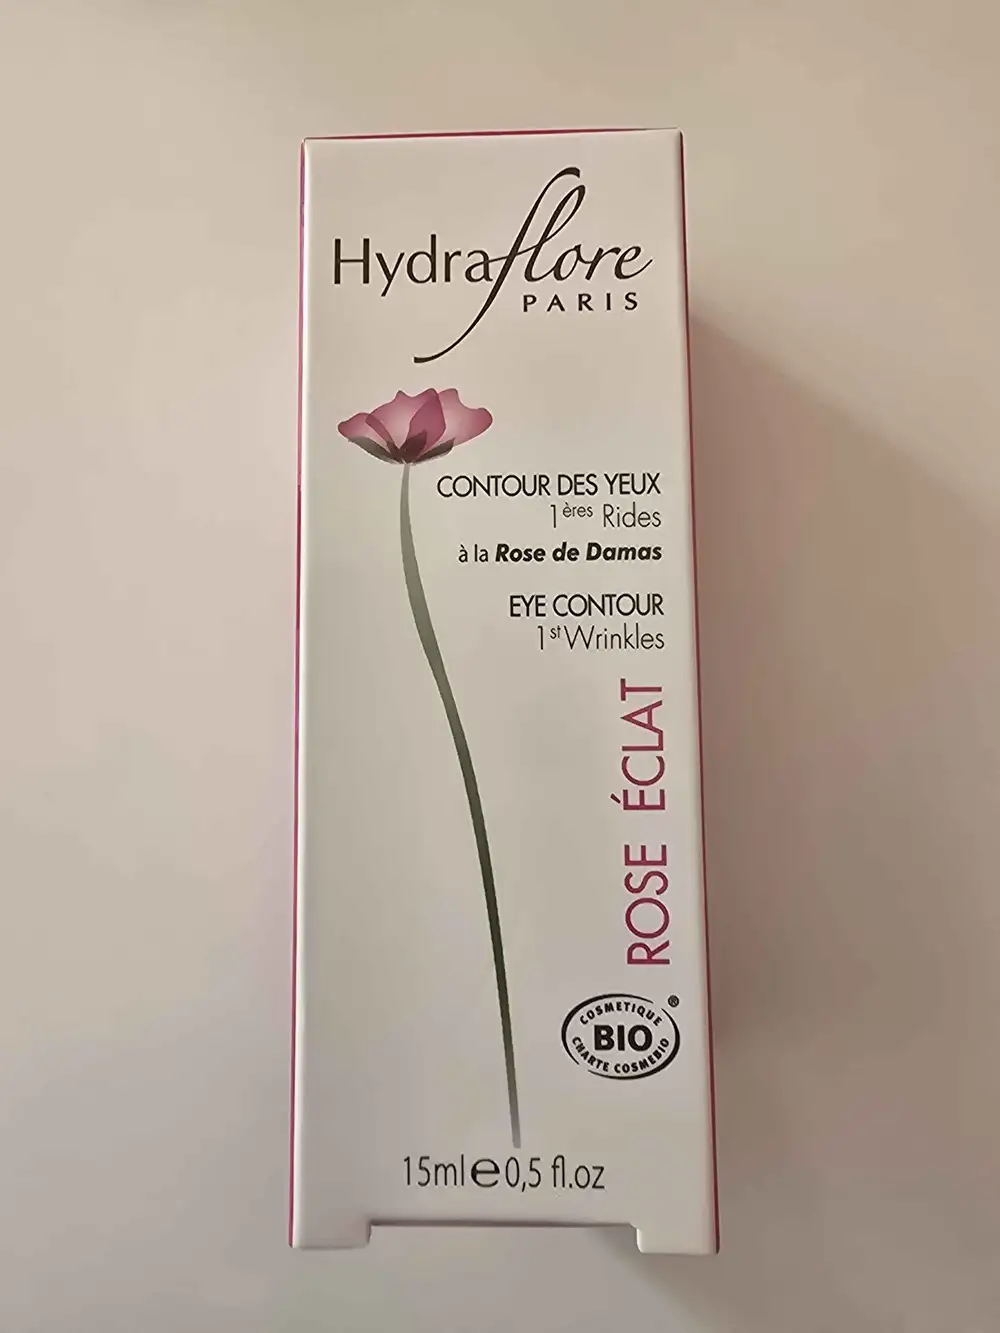 Hydraflore
PARIS
CONTOUR DES YEUX
1ères Rides
à la Rose de Damas
EYE CONTOUR
1st Wrinkles
ROSE ÉCLAT
COSMETIQUE
BIO
CHARTE COSMEBIO
®
15ml e 0,5 fl.oz